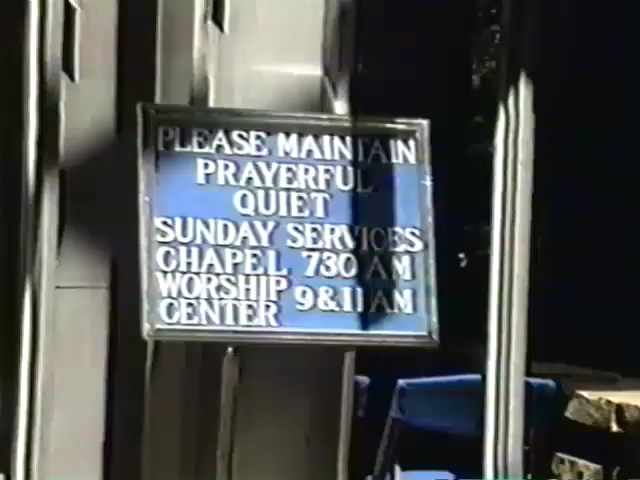 PLEASE MAINTAIN
PRAYERFUL
QUIET
SUNDAY SERVICES
CHAPEL 730 AM
WORSHIP
CENTER 9&11 AM